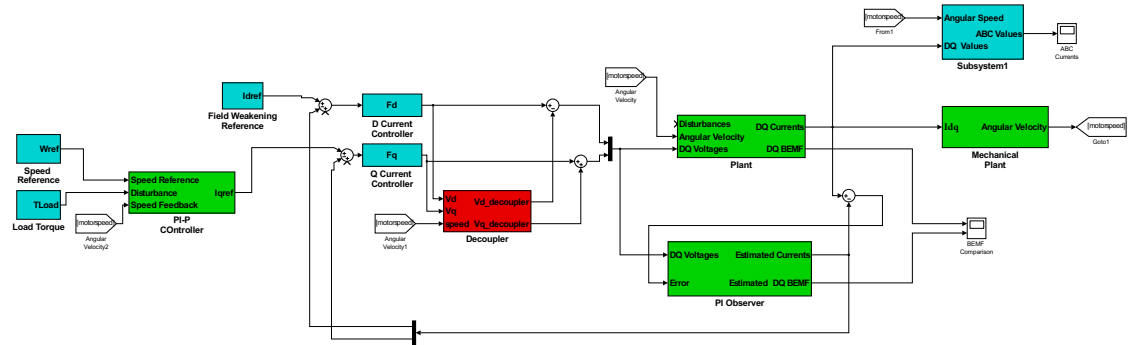 [motorspeed]
From1
Angular Speed
ABC Values
DQ Values
Subsystem1
ABC
Currents
Idref
Field Weakening
Reference
Fd
D Current
Controller
Fq
Q Current
Controller
[motorspeed]
Angular
Velocity
Disturbances
Angular Velocity
DQ Voltages
DQ Currents
DQ BEMF
Plant
Idq
Angular Velocity
Mechanical
Plant
[motorspeed]
Goto1
Wref
Speed
Reference
TLoad
Load Torque
Speed Reference
Disturbance
Speed Feedback
Iqref
PI-P
COntroller
[motorspeed]
Angular
Velocity2
[motorspeed]
Angular
Velocity1
Vd
Vq
speed
Vd_decoupler
Vq_decoupler
Decoupler
DQ Voltages
Error
Estimated Currents
Estimated DQ BEMF
PI Observer
BEMF
Comparison